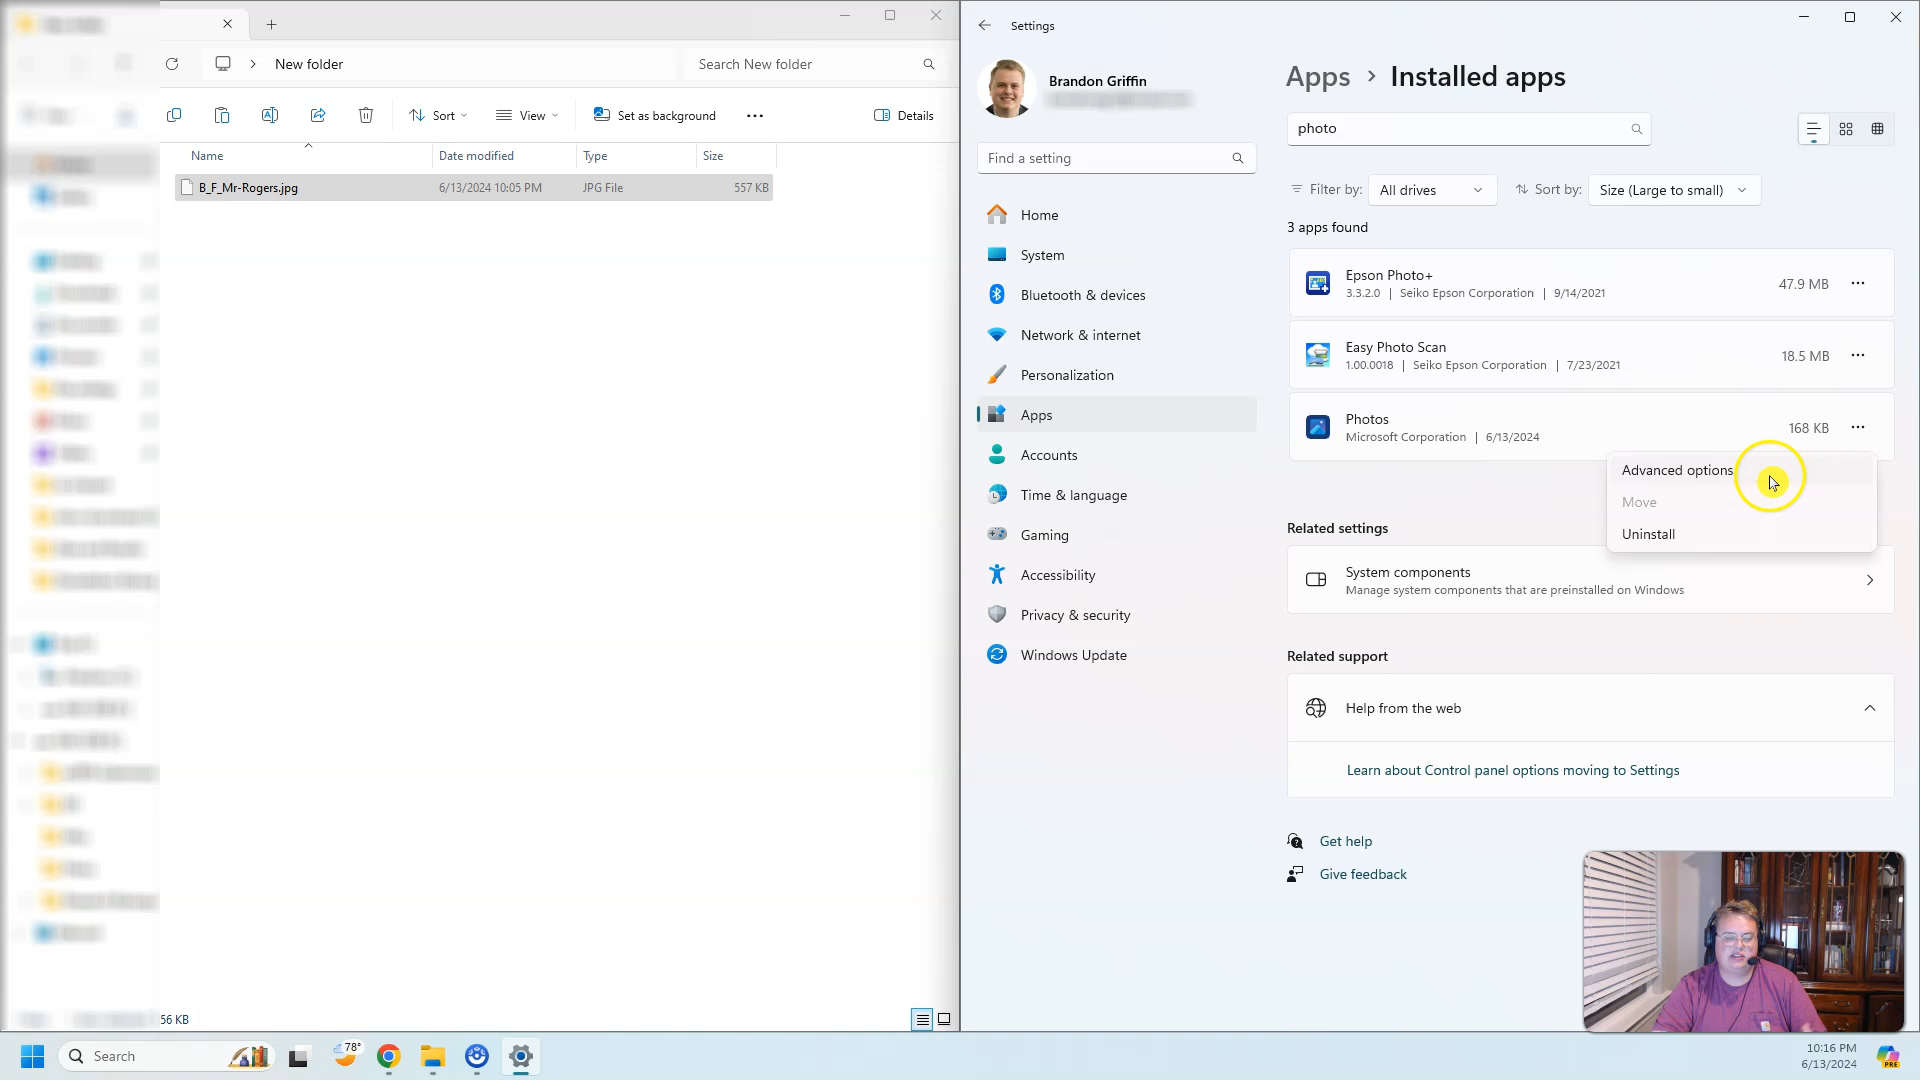 New folder
Search New folder
Sort
View
Set as background
Details
Name
Date modified
Type
Size
B_F_Mr-Rogers.jpg
6/13/2024 10:05 PM
JPG File
557 KB
56 KB
Settings
Brandon Griffin
Find a setting
Home
System
Bluetooth & devices
Network & internet
Personalization
Apps
Accounts
Time & language
Gaming
Accessibility
Privacy & security
Windows Update
Apps > Installed apps
photo
Filter by: All drives
Sort by: Size (Large to small)
3 apps found
Epson Photo+
3.3.2.0 | Seiko Epson Corporation | 9/14/2021
47.9 MB
Easy Photo Scan
1.00.0018 | Seiko Epson Corporation | 7/23/2021
18.5 MB
Photos
Microsoft Corporation | 6/13/2024
168 KB
Advanced options
Move
Uninstall
Related settings
System components
Manage system components that are preinstalled on Windows
Related support
Help from the web
Learn about Control panel options moving to Settings
Get help
Give feedback
Search
78°
10:16 PM
6/13/2024
PRE